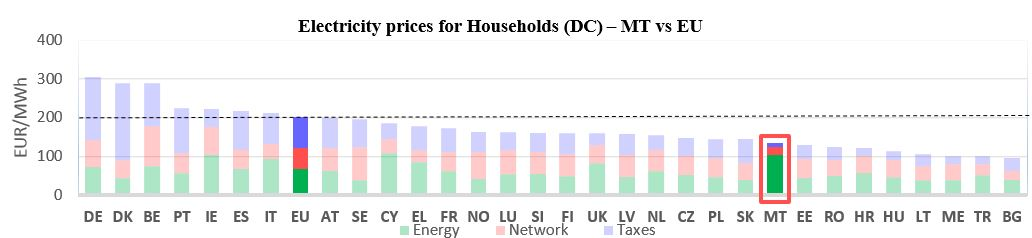 Electricity prices for Households (DC) – MT vs EU
400
300
200
100
0
EUR/MWh
DE DK BE PT IE ES IT EU AT SE CY EL FR NO LU SI FI UK LV NL CZ PL SK MT EE RO HR HU LT ME TR BG
Energy Network Taxes